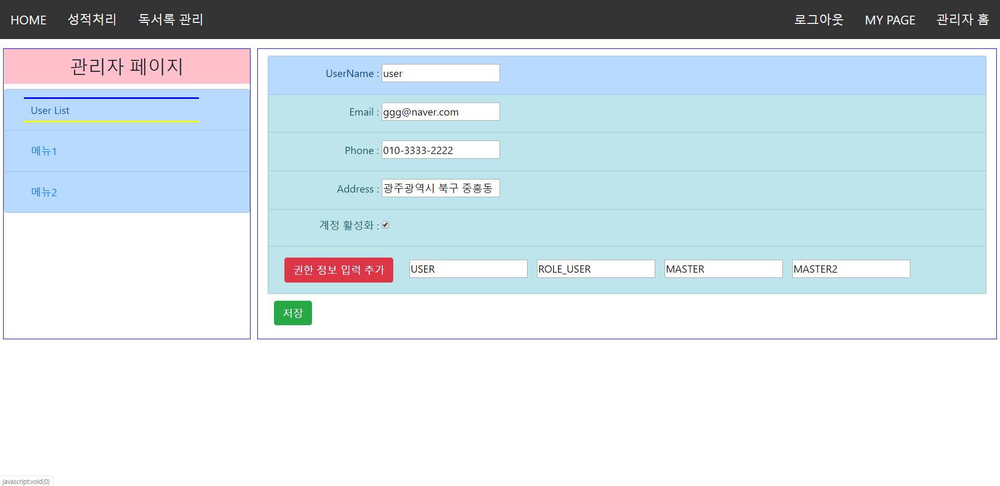 HOME 성적처리 독서록 관리 로그아웃 MY PAGE 관리자 홈
관리자 페이지
User List
메뉴1
메뉴2
UserName : user
Email : ggg@naver.com
Phone : 010-3333-2222
Address : 광주광역시 북구 중흥동
계정 활성화 :
권한 정보 입력 추가 USER ROLE_USER MASTER MASTER2
저장
javascript:void(0)